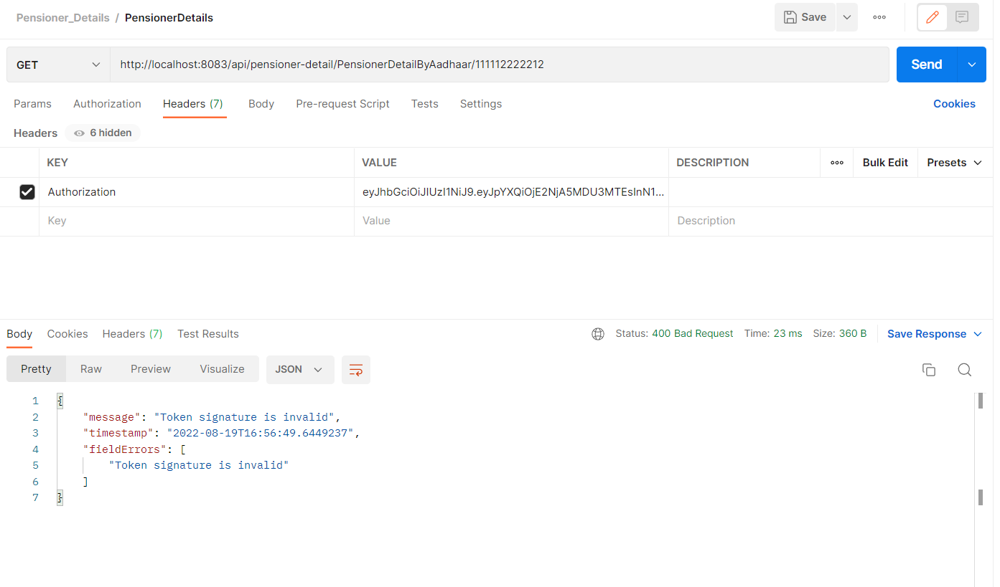 Pensioner_Details / PensionerDetails
Save
GET
http://localhost:8083/api/pensioner-detail/PensionerDetailByAadhaar/111112222212
Send
Params Authorization Headers (7) Body Pre-request Script Tests Settings Cookies
Headers 6 hidden
KEY VALUE DESCRIPTION Bulk Edit Presets
Authorization eyJhbGciOiJIUzI1NiJ9.eyJpYXQiOjE2NjA5MDU3MTEsInN1...
Key Value Description
Body Cookies Headers (7) Test Results Status: 400 Bad Request Time: 23 ms Size: 360 B Save Response
Pretty Raw Preview Visualize JSON
1 {
2 "message": "Token signature is invalid",
3 "timestamp": "2022-08-19T16:56:49.6449237",
4 "fieldErrors": [
5 "Token signature is invalid"
6 ]
7 }